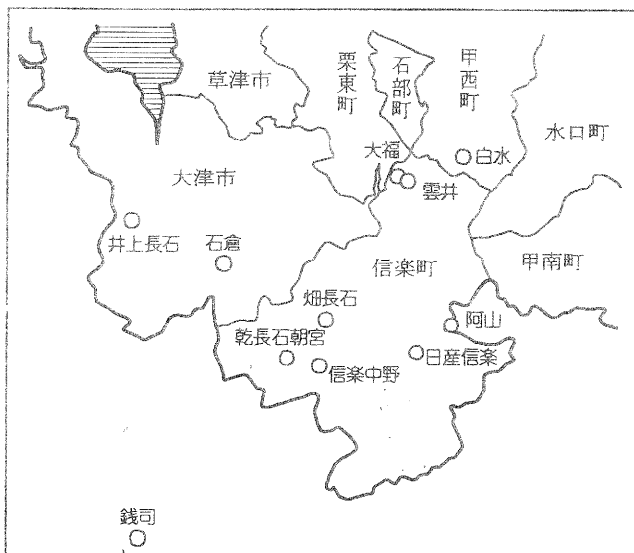 草津市
栗東町
石部町
甲西町
水口町
大福
白水
雲井
大津市
井上長石
石倉
信楽町
甲南町
畑長石
阿山
乾長石朝宮
信楽中野
日産信楽
銭司